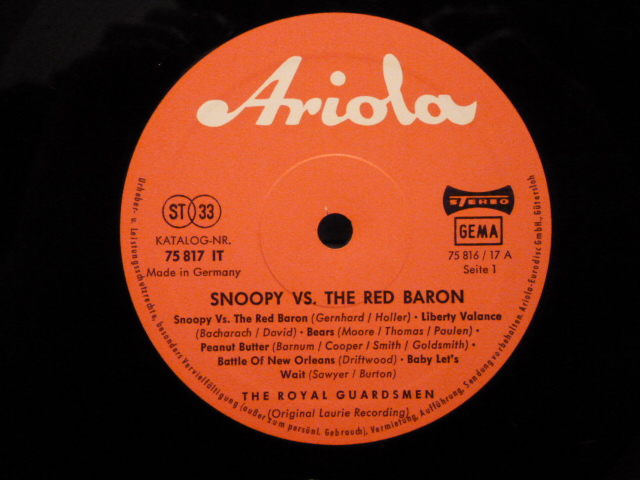 Ariola
ST 33
KATALOG-NR.
75 817 IT
Made in Germany
STEREO
GEMA
75 816 / 17 A
Seite 1
SNOOPY VS. THE RED BARON
Snoopy Vs. The Red Baron (Gernhard / Holler) · Liberty Valance
(Bacharach / David) · Bears (Moore / Thomas / Paulen) ·
Peanut Butter (Barnum / Cooper / Smith / Goldsmith) ·
Battle Of New Orleans (Driftwood) · Baby Let's
Wait (Sawyer / Burton)
THE ROYAL GUARDSMEN
(Original Laurie Recording)
Urheber- u. Leistungsschutzrechte, besonders Vervielfältigung (außer zum persönl. Gebrauch), Vermietung, Aufführung, Sendung vorbehalten. Ariola-Eurodisc GmbH., Gütersloh